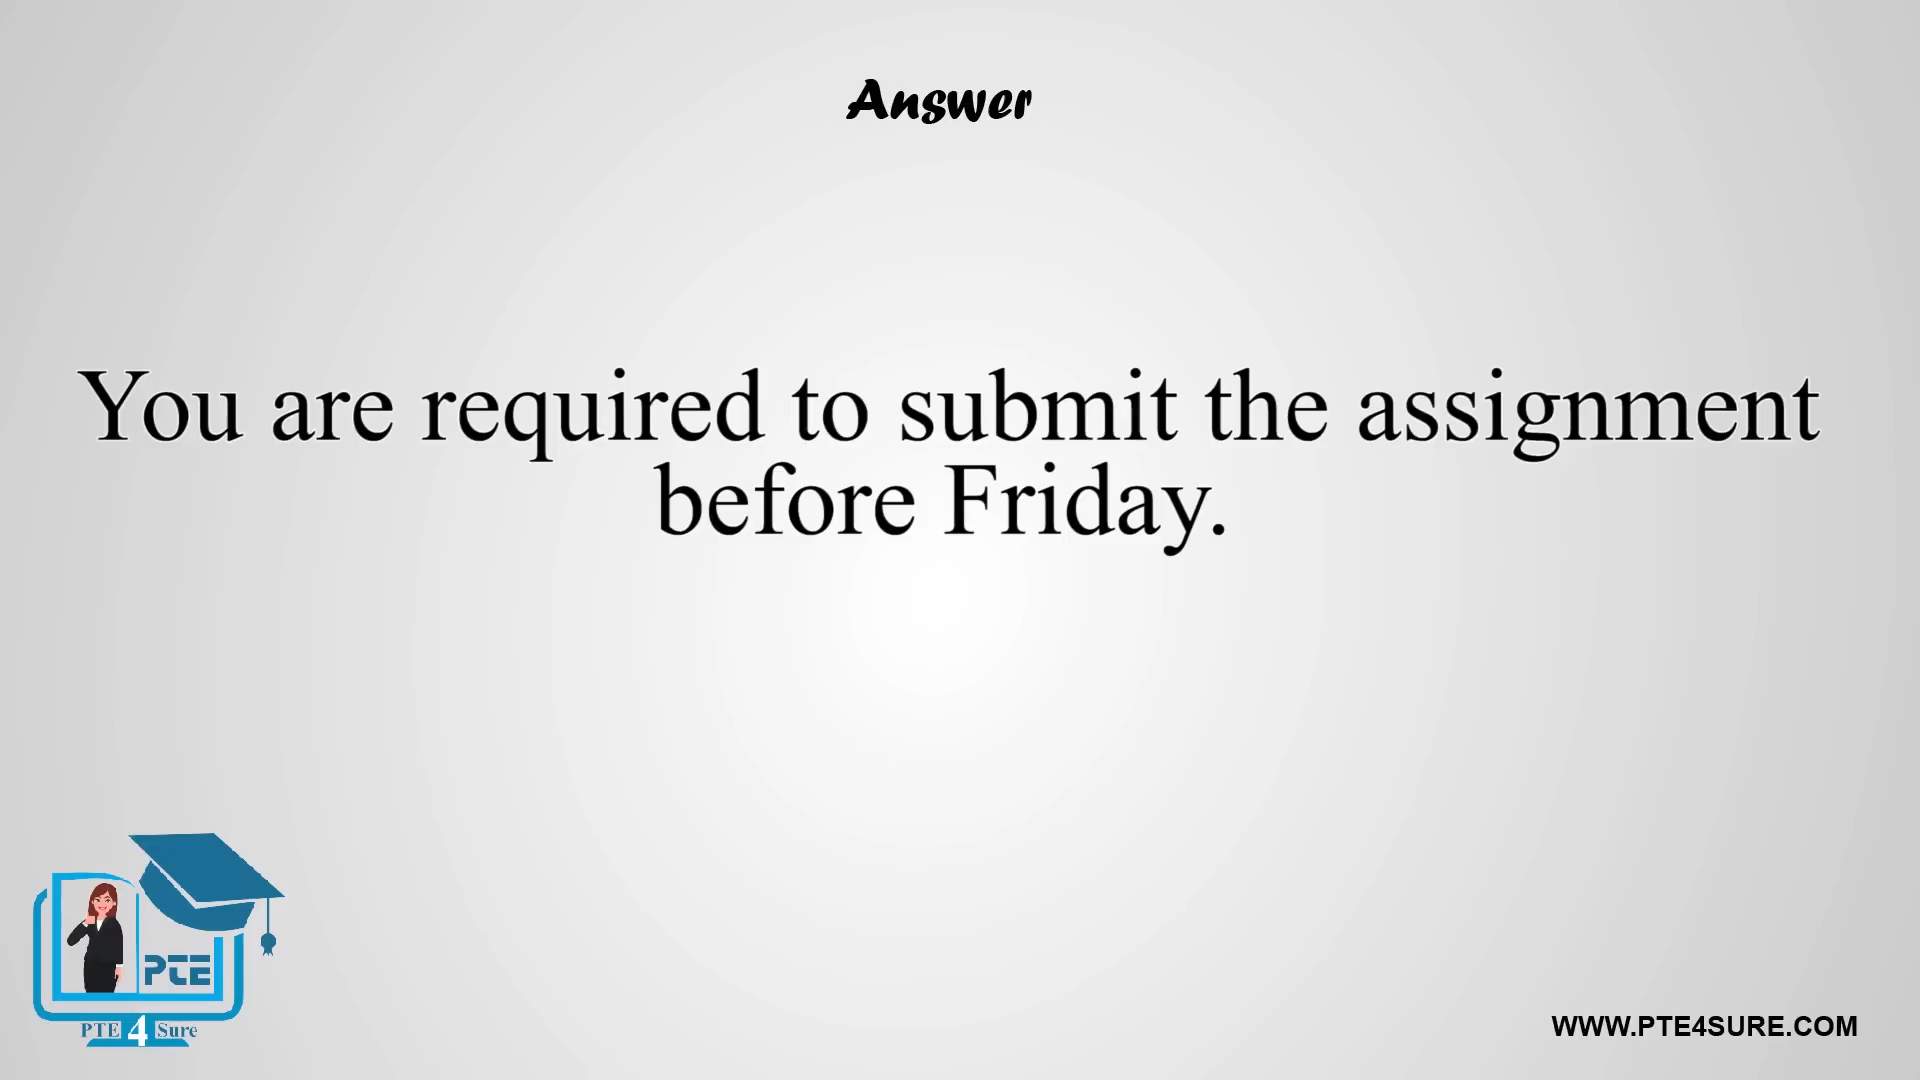 Answer
You are required to submit the assignment
before Friday.
PTE
PTE 4 Sure
WWW.PTE4SURE.COM